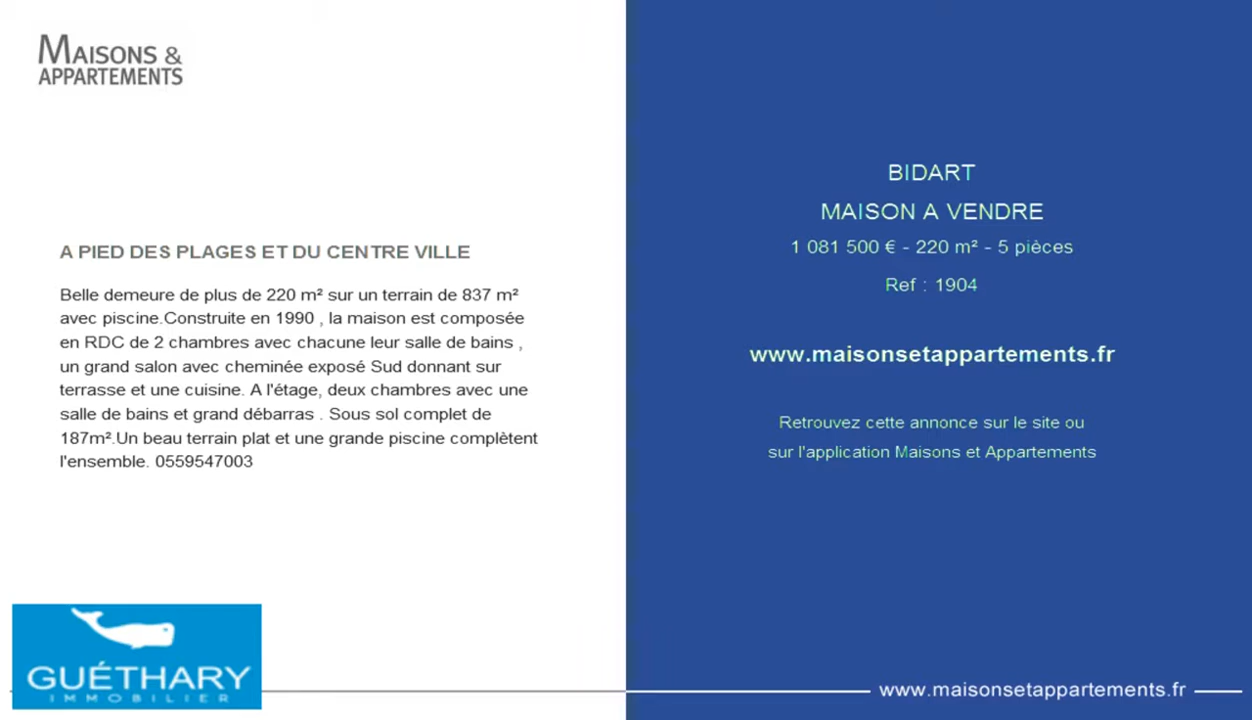 MAISONS &
APPARTEMENTS
A PIED DES PLAGES ET DU CENTRE VILLE
Belle demeure de plus de 220 m² sur un terrain de 837 m²
avec piscine.Construite en 1990 , la maison est composée
en RDC de 2 chambres avec chacune leur salle de bains ,
un grand salon avec cheminée exposé Sud donnant sur
terrasse et une cuisine. A l'étage, deux chambres avec une
salle de bains et grand débarras . Sous sol complet de
187m².Un beau terrain plat et une grande piscine complètent
l'ensemble. 0559547003
GUÉTHARY
IMMOBILIER
BIDART
MAISON A VENDRE
1 081 500 € - 220 m² - 5 pièces
Ref : 1904
www.maisonsetappartements.fr
Retrouvez cette annonce sur le site ou
sur l'application Maisons et Appartements
www.maisonsetappartements.fr